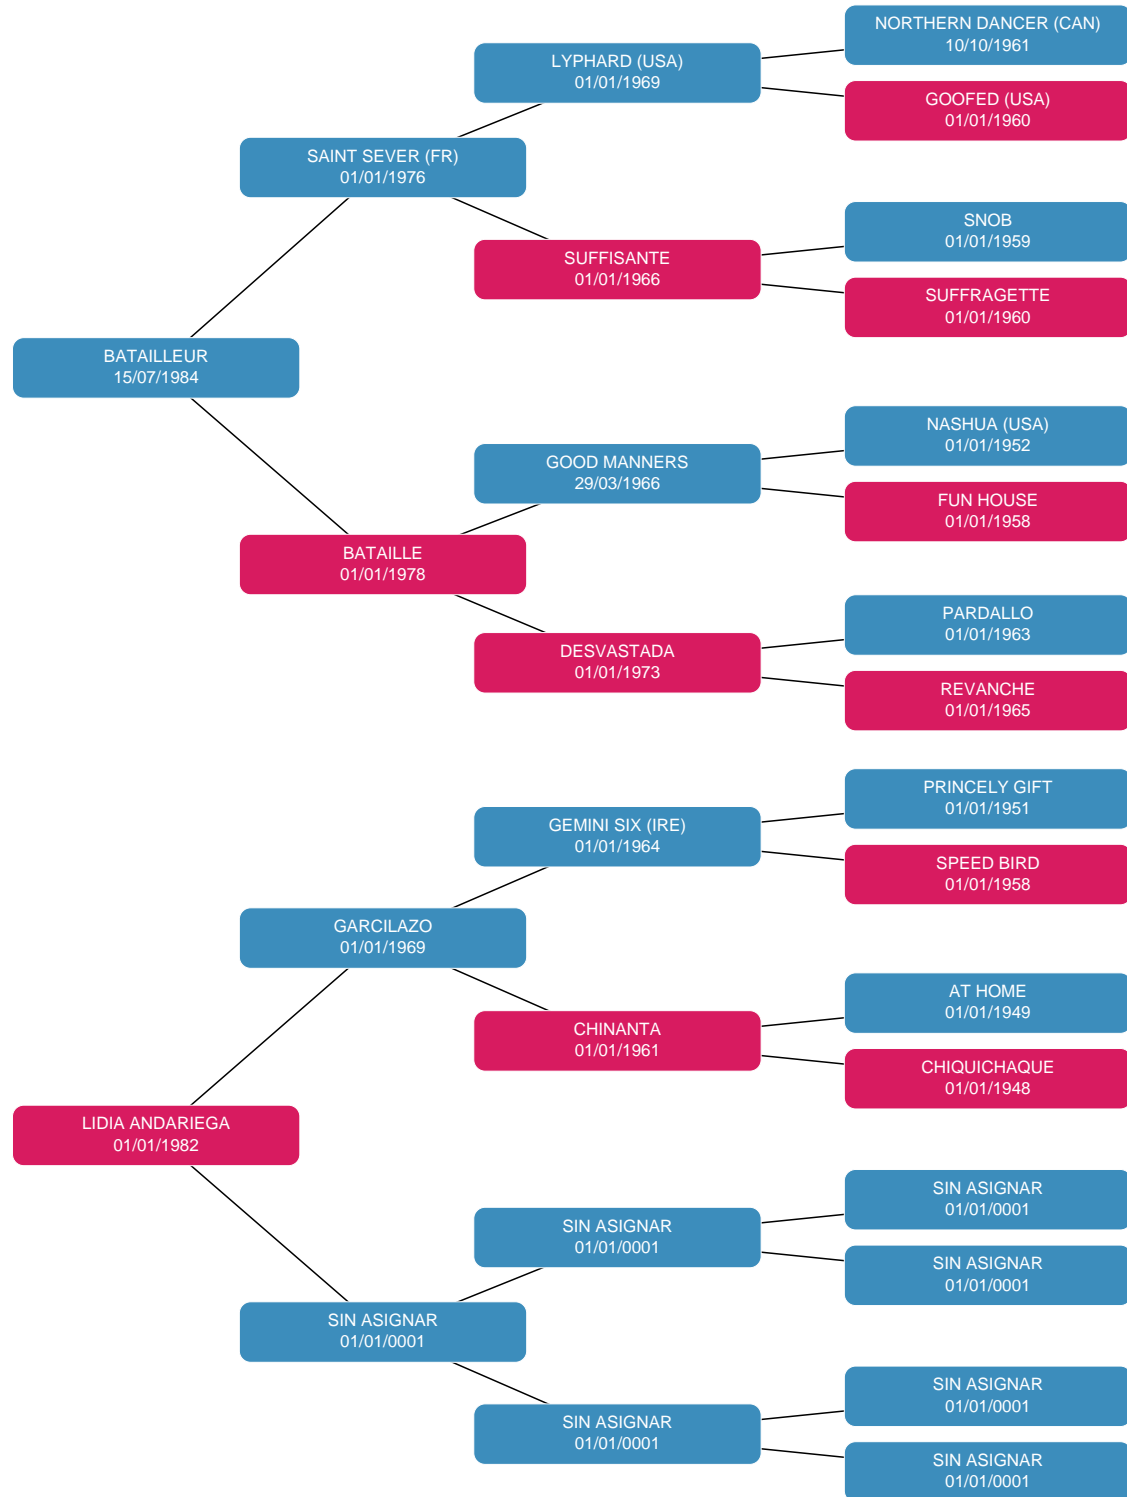 NORTHERN DANCER (CAN)
10/10/1961
LYPHARD (USA)
01/01/1969
GOOFED (USA)
01/01/1960
SAINT SEVER (FR)
01/01/1976
SNOB
01/01/1959
SUFFISANTE
01/01/1966
SUFFRAGETTE
01/01/1960
BATAILLEUR
15/07/1984
NASHUA (USA)
01/01/1952
GOOD MANNERS
29/03/1966
FUN HOUSE
01/01/1958
BATAILLE
01/01/1978
PARDALLO
01/01/1963
DESVASTADA
01/01/1973
REVANCHE
01/01/1965
PRINCELY GIFT
01/01/1951
GEMINI SIX (IRE)
01/01/1964
SPEED BIRD
01/01/1958
GARCILAZO
01/01/1969
AT HOME
01/01/1949
CHINANTA
01/01/1961
CHIQUICHAQUE
01/01/1948
LIDIA ANDARIEGA
01/01/1982
SIN ASIGNAR
01/01/0001
SIN ASIGNAR
01/01/0001
SIN ASIGNAR
01/01/0001
SIN ASIGNAR
01/01/0001
SIN ASIGNAR
01/01/0001
SIN ASIGNAR
01/01/0001
SIN ASIGNAR
01/01/0001